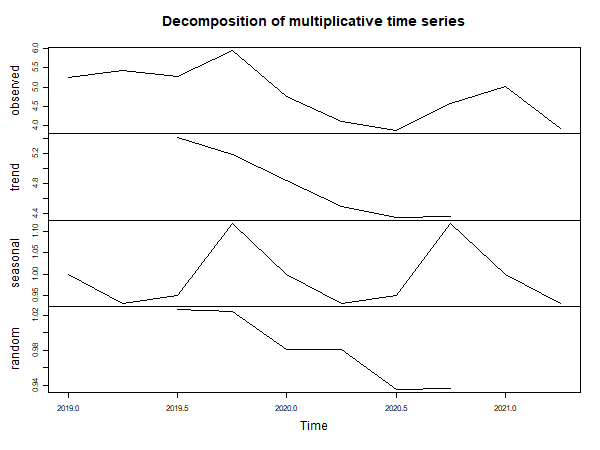 Decomposition of multiplicative time series
observed
4.0 4.5 5.0 5.5 6.0
trend
4.4 4.8 5.2
seasonal
0.95 1.00 1.05 1.10
random
0.94 0.98 1.02
2019.0 2019.5 2020.0 2020.5 2021.0
Time